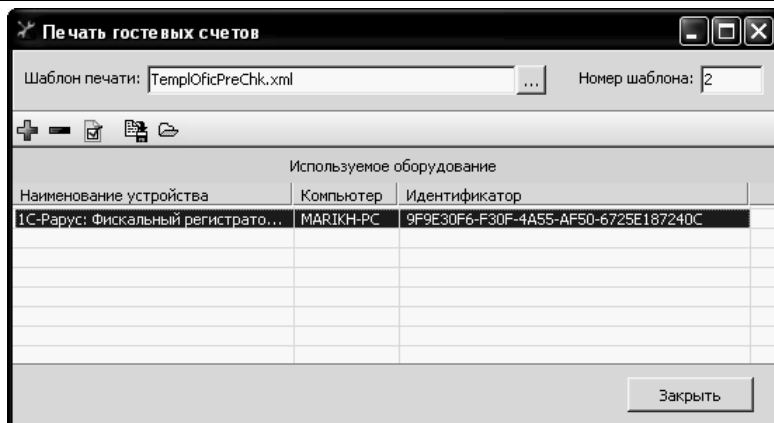 Печать гостевых счетов
Шаблон печати: TemplOficPreChk.xml ... Номер шаблона: 2
Используемое оборудование
Наименование устройства Компьютер Идентификатор
1С-Рарус: Фискальный регистрато... MARIKH-PC 9F9E30F6-F30F-4A55-AF50-6725E187240C
Закрыть